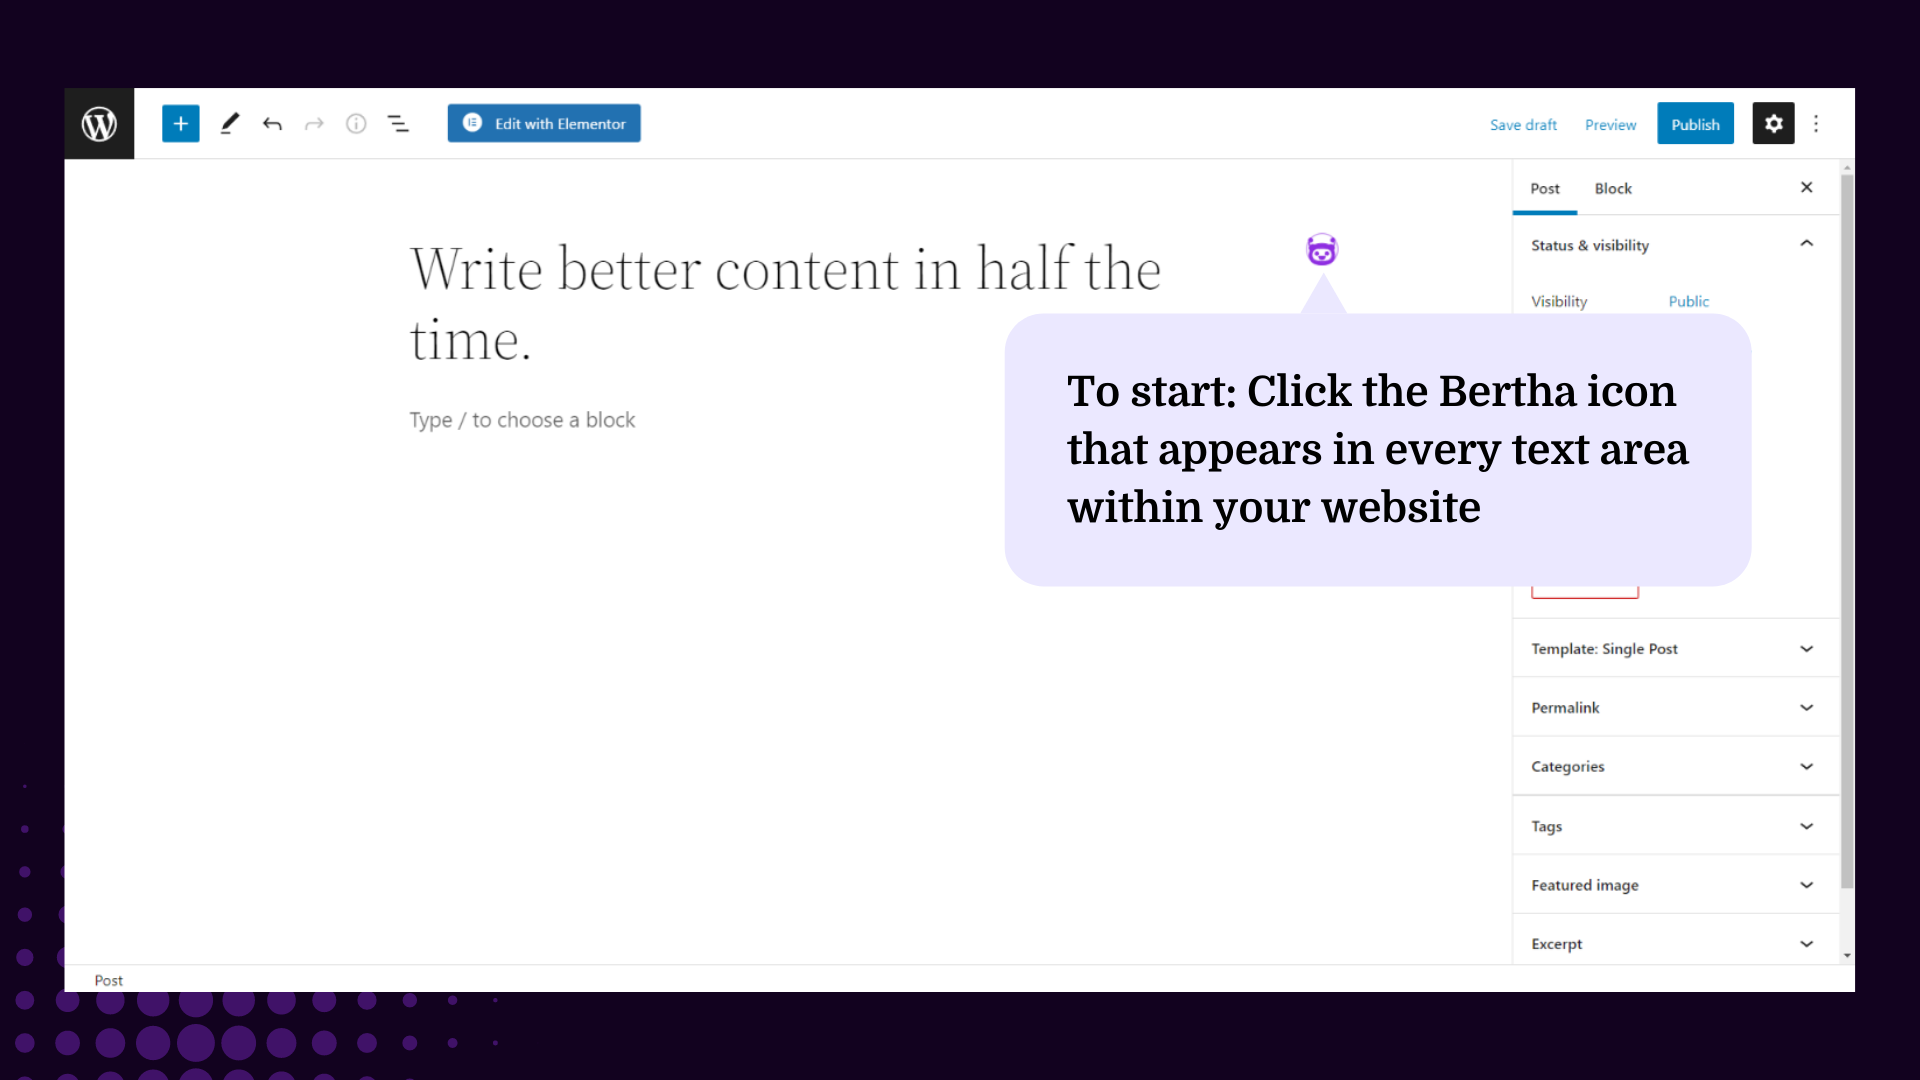 Edit with Elementor
Save draft
Preview
Publish
Post
Block
Status & visibility
Visibility
Public
Write better content in half the
time.
Type / to choose a block
To start: Click the Bertha icon
that appears in every text area
within your website
Template: Single Post
Permalink
Categories
Tags
Featured image
Excerpt
Post